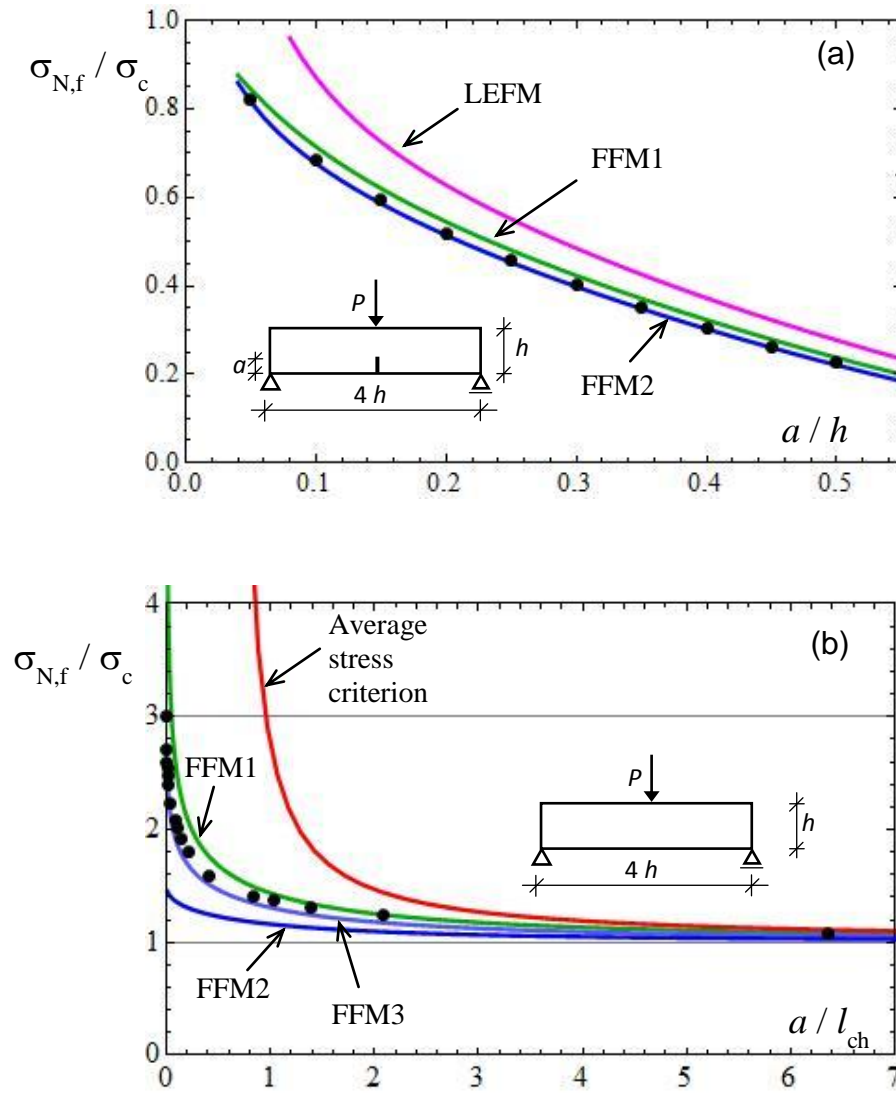 1.0
(a)
σN,f / σc
0.8
LEFM
FFM1
0.6
0.4
P
a
h
0.2
FFM2
4 h
a / h
0.0
0.0 0.1 0.2 0.3 0.4 0.5
4
Average
stress
criterion
(b)
σN,f / σc
3
FFM1
P
h
2
4 h
1
FFM2
FFM3
a / lch
0
0 1 2 3 4 5 6 7